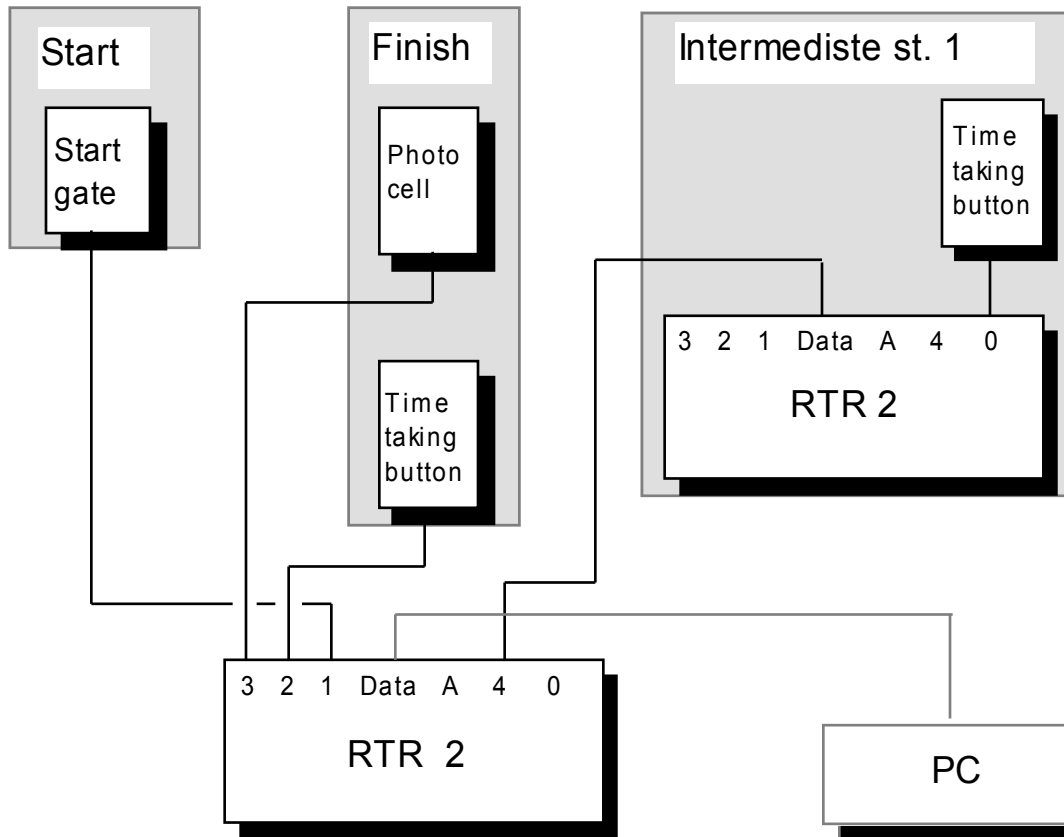 Start
Start
gate
Finish
Photo
cell
Time
taking
button
Intermediste st. 1
Time
taking
button
3 2 1 Data A 4 0
RTR 2
3 2 1 Data A 4 0
RTR 2
PC